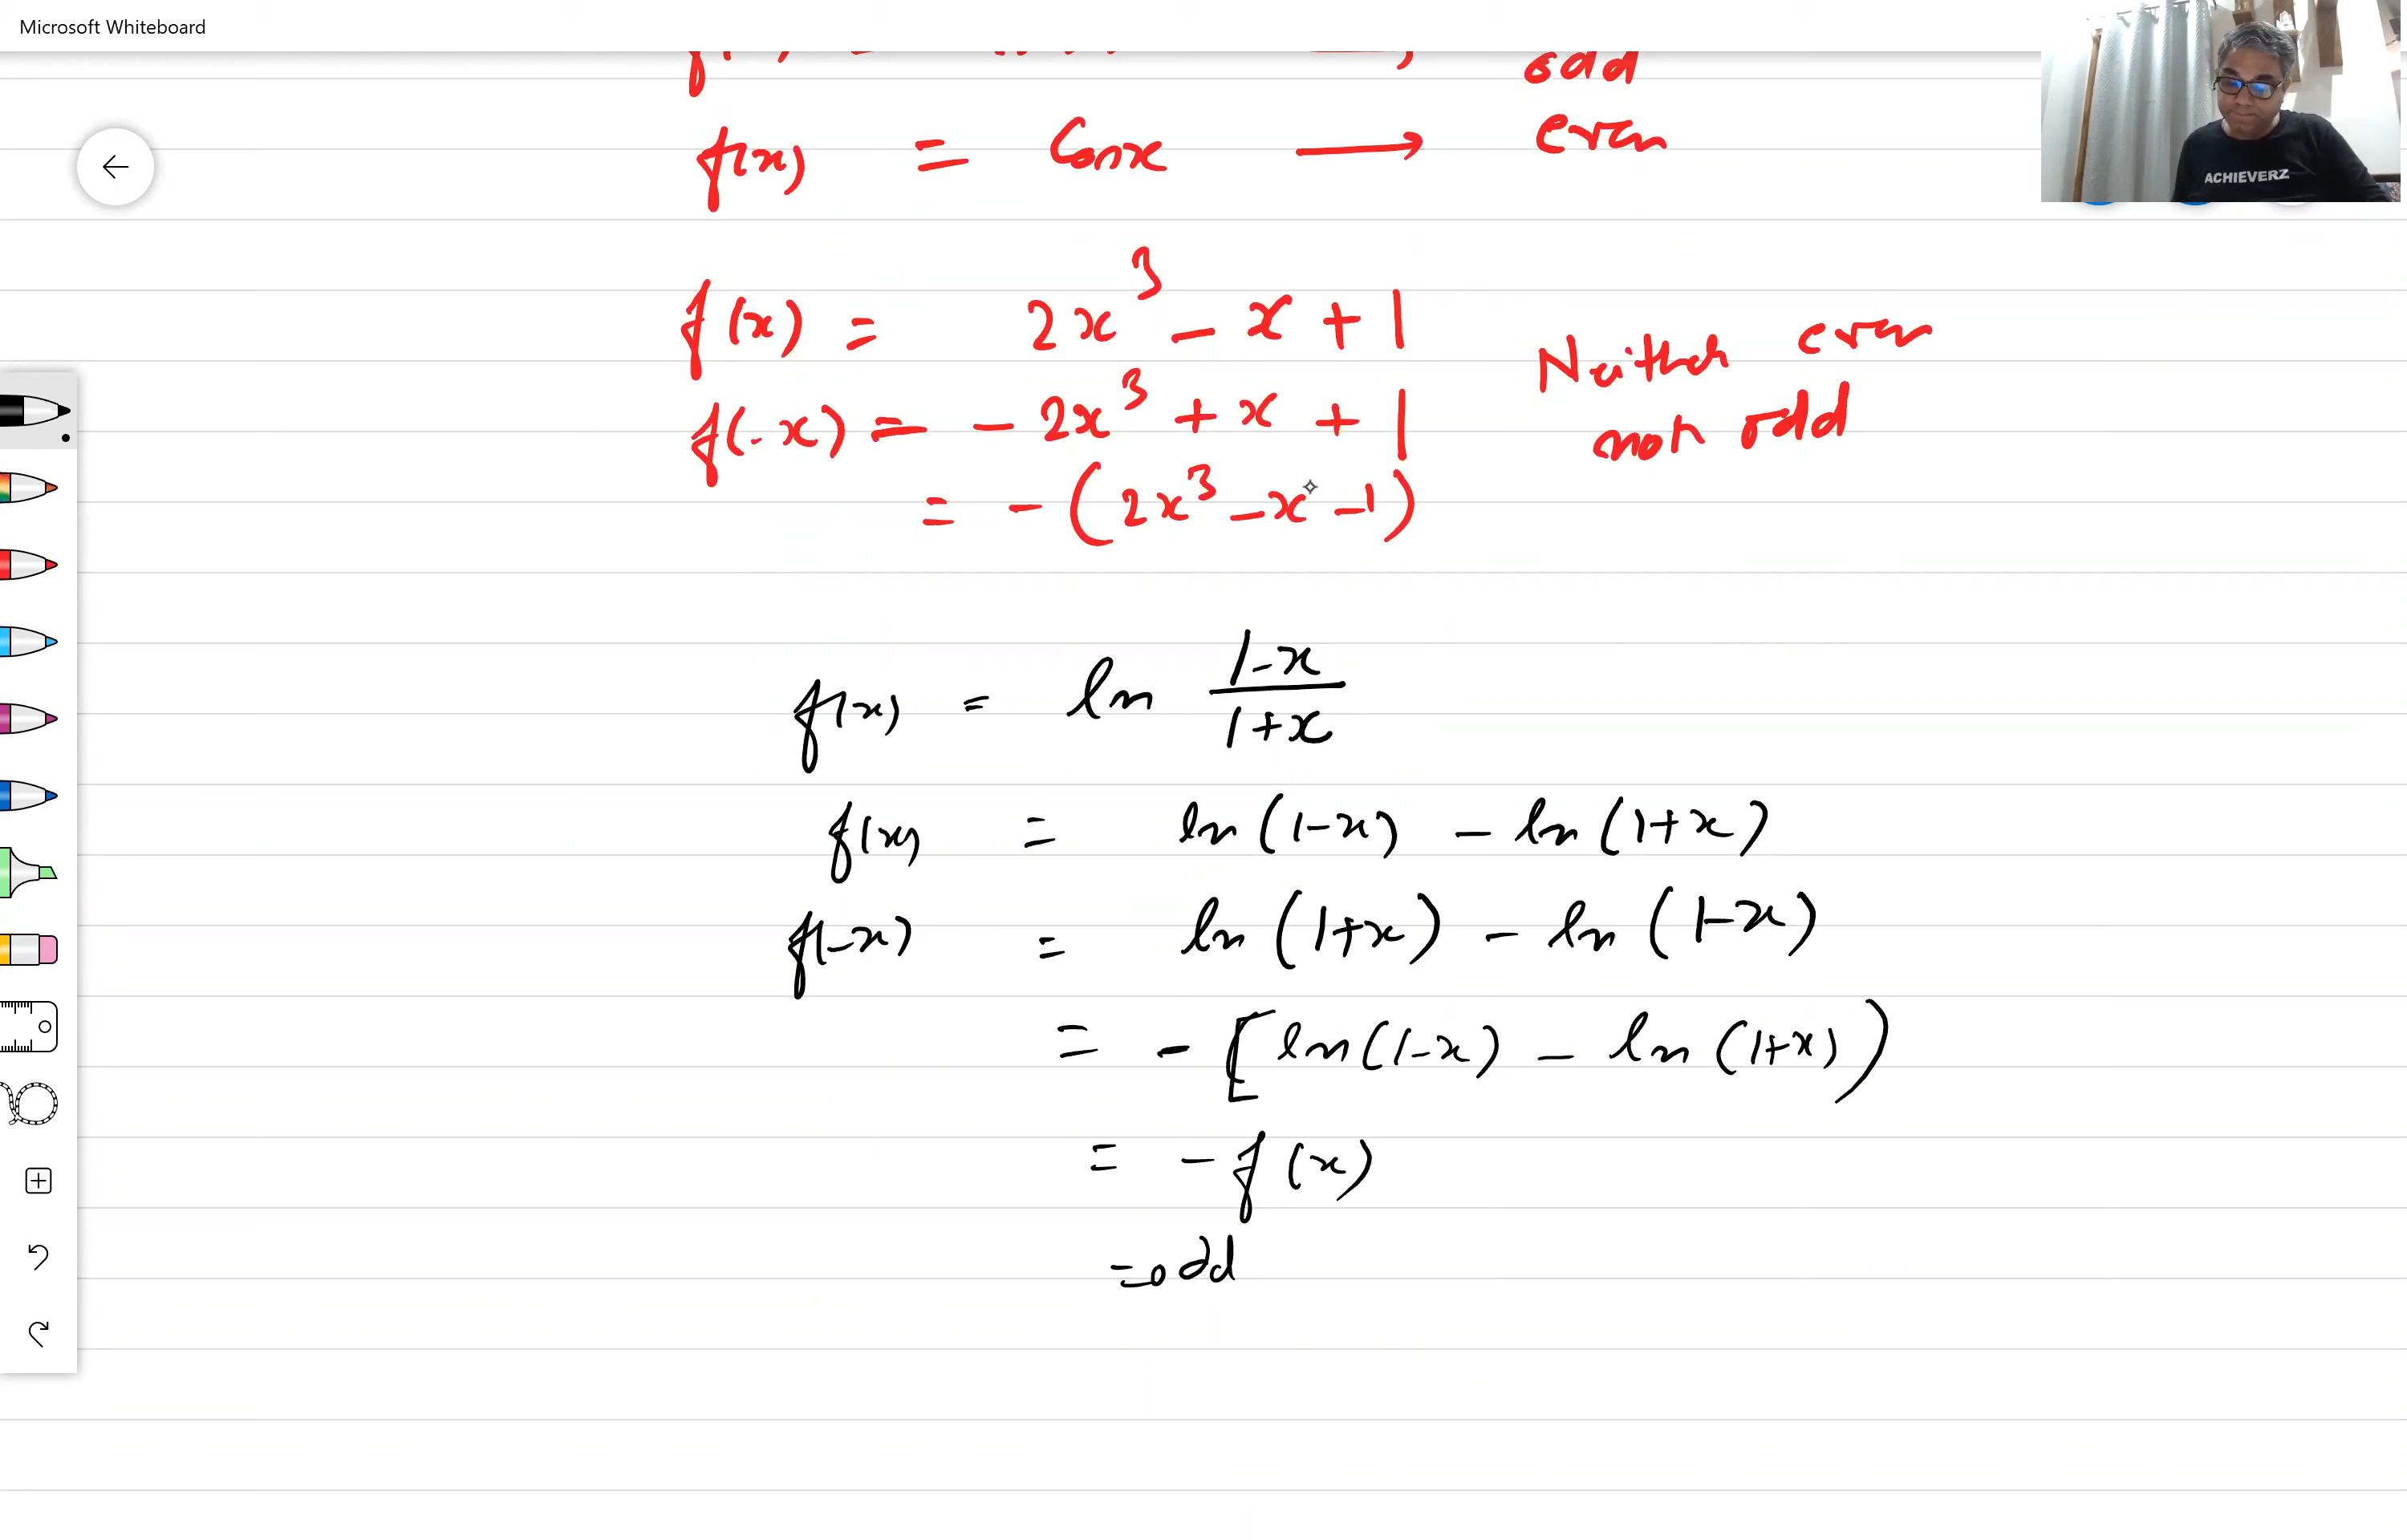 Microsoft Whiteboard
odd
f(x) = Cosx → even
ACHIEVERZ
f(x) = 2x³ - x + 1
Neither even
nor odd
f(-x) = - 2x³ + x + 1
= - (2x³ - x - 1)
f(x) = ln \frac{1-x}{1+x}
f(x) = ln (1-x) - ln (1+x)
f(-x) = ln (1+x) - ln (1-x)
= - [ln(1-x) - ln (1+x))
= - f(x)
= odd